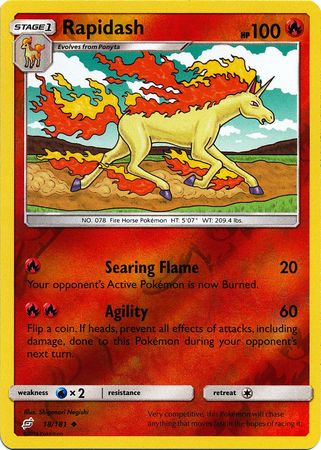 STAGE 1
Rapidash
HP 100
Evolves from Ponyta
NO. 078 Fire Horse Pokémon HT: 5'07" WT: 209.4 lbs.
Searing Flame 20
Your opponent's Active Pokémon is now Burned.
Agility 60
Flip a coin. If heads, prevent all effects of attacks, including
damage, done to this Pokémon during your opponent's
next turn.
weakness × 2 resistance retreat
Illus. Shigenori Negishi
18/181
Very competitive, this Pokémon will chase
anything that moves fast in the hopes of racing it.